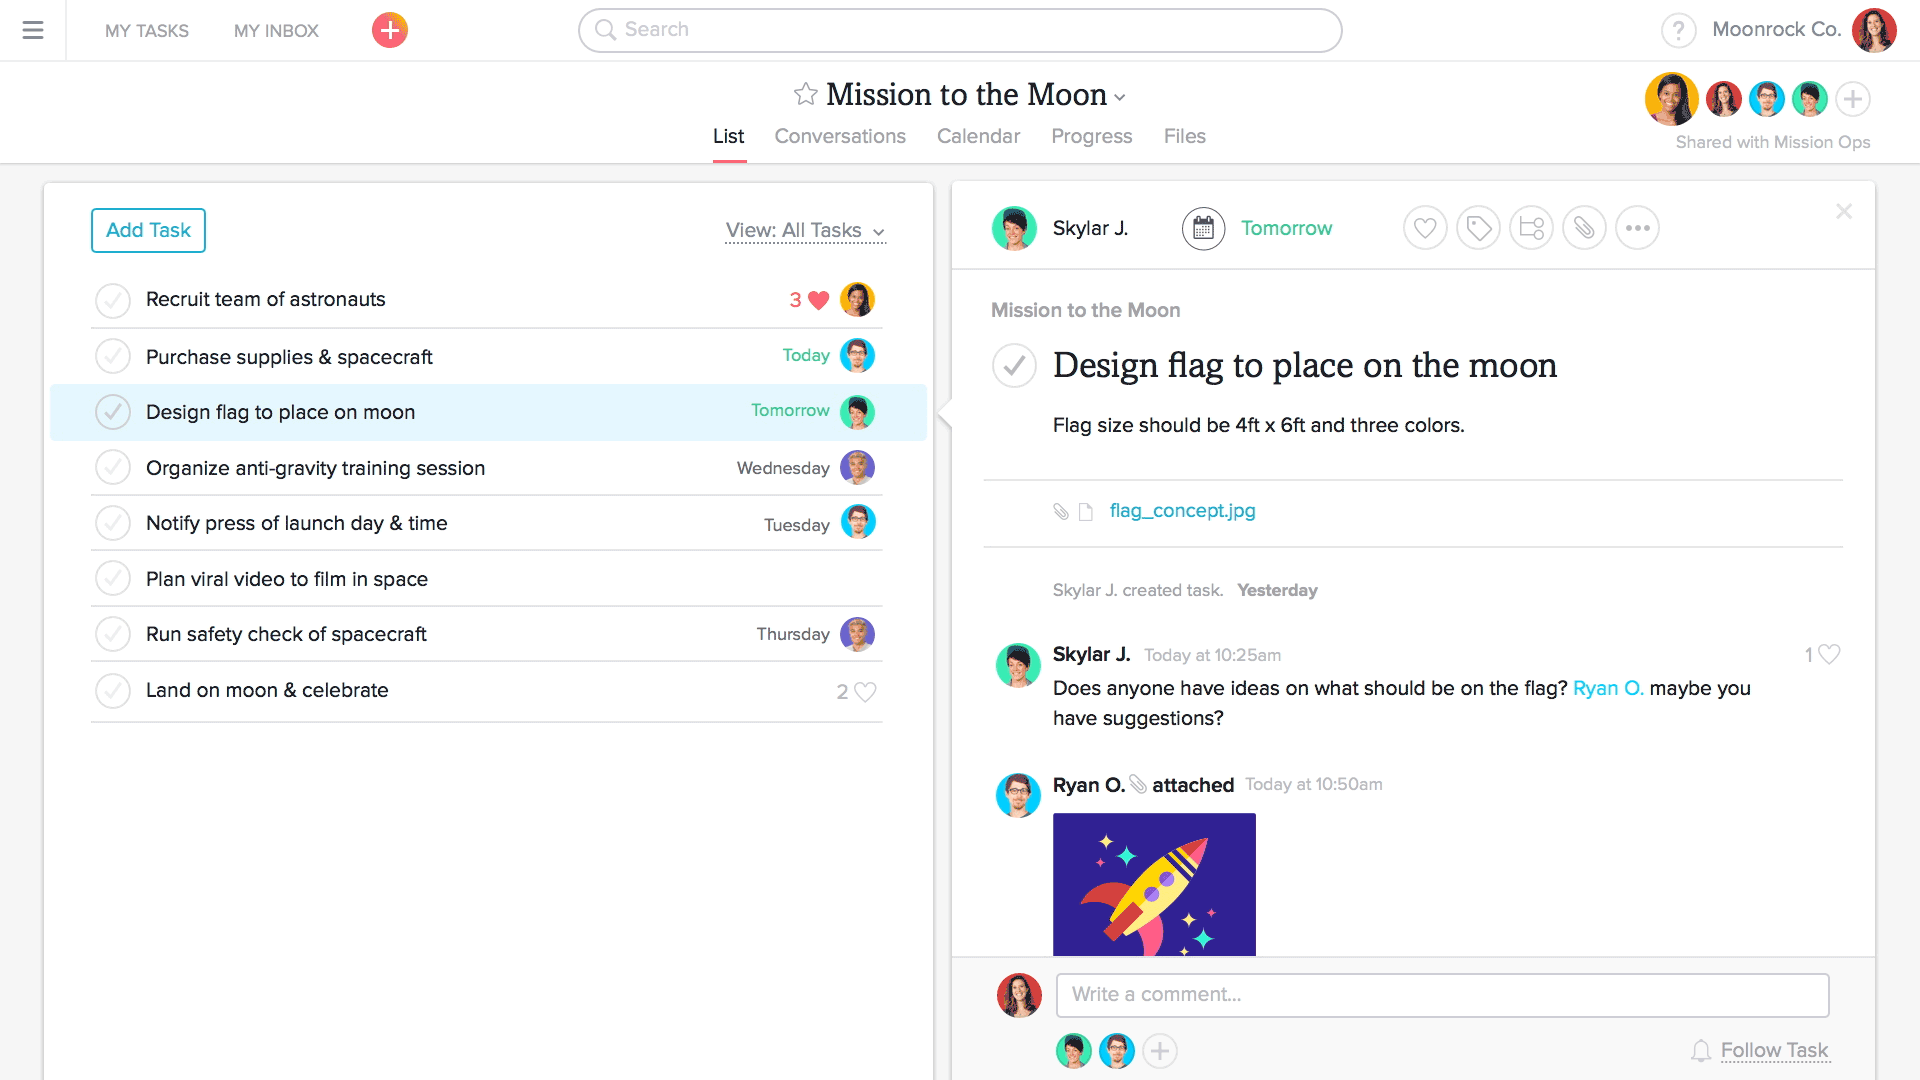 MY TASKS
MY INBOX
Search
?
Moonrock Co.
Mission to the Moon
List
Conversations
Calendar
Progress
Files
Shared with Mission Ops
Add Task
View: All Tasks
Recruit team of astronauts
3
Purchase supplies & spacecraft
Today
Design flag to place on moon
Tomorrow
Organize anti-gravity training session
Wednesday
Notify press of launch day & time
Tuesday
Plan viral video to film in space
Run safety check of spacecraft
Thursday
Land on moon & celebrate
2
Skylar J.
Tomorrow
Mission to the Moon
Design flag to place on the moon
Flag size should be 4ft x 6ft and three colors.
flag_concept.jpg
Skylar J. created task. Yesterday
Skylar J. Today at 10:25am
1
Does anyone have ideas on what should be on the flag? Ryan O. maybe you
have suggestions?
Ryan O. attached Today at 10:50am
Write a comment...
Follow Task